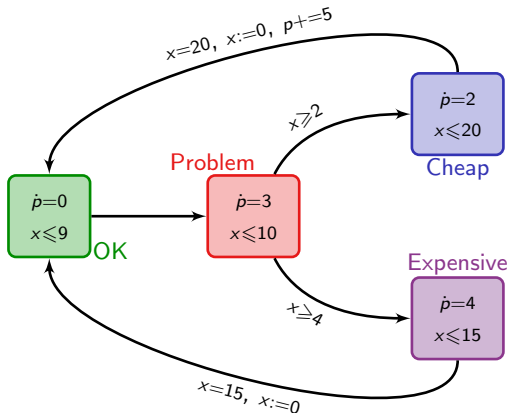 x=20, x:=0, p+=5
ṗ=2
x⩽20
Cheap
x⩾2
Problem
ṗ=0
x⩽9
OK
ṗ=3
x⩽10
Expensive
x⩾4
ṗ=4
x⩽15
x=15, x:=0